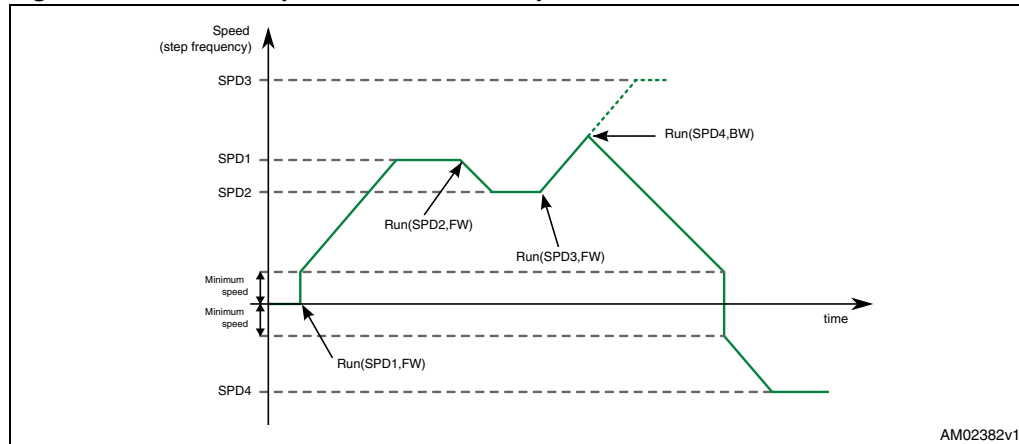 Speed
(step frequency)
SPD3
Run(SPD4,BW)
SPD1
SPD2
Run(SPD2,FW)
Run(SPD3,FW)
Minimum
speed
Minimum
speed
time
Run(SPD1,FW)
SPD4
AM02382v1